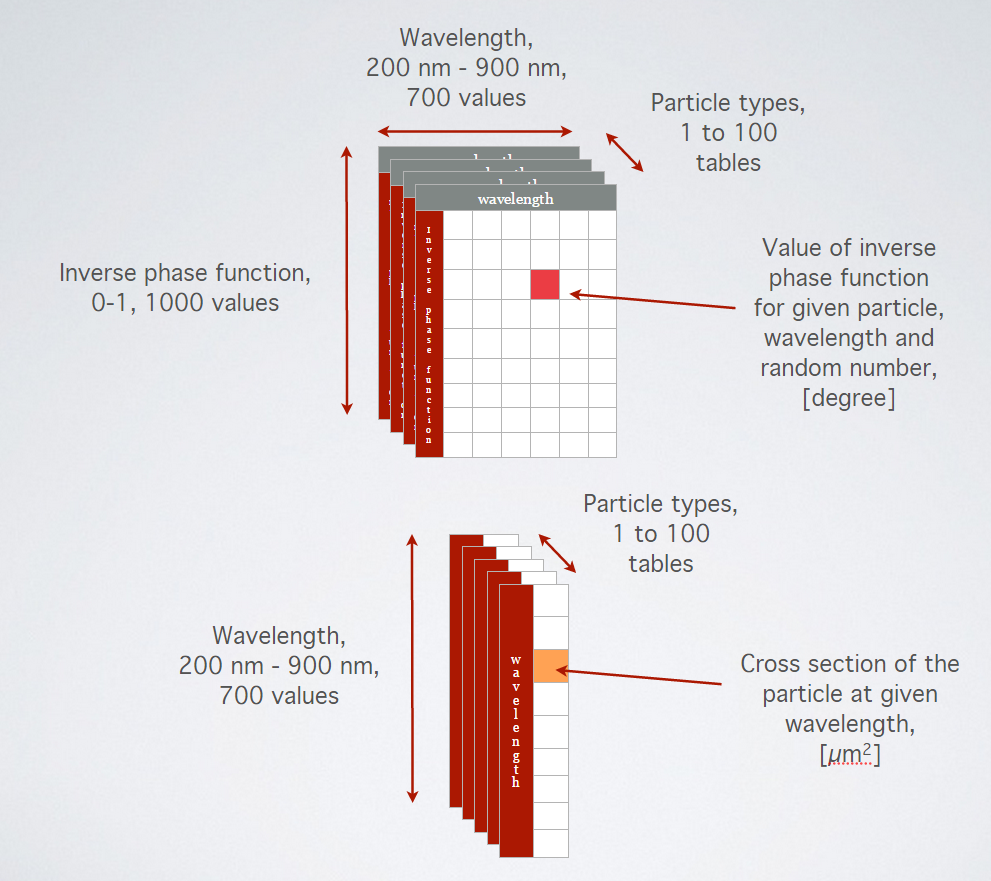 Wavelength,
200 nm - 900 nm,
700 values
Particle types,
1 to 100
tables
wavelength
Inverse phase function
Inverse phase function,
0-1, 1000 values
Value of inverse
phase function
for given particle,
wavelength and
random number,
[degree]
Particle types,
1 to 100
tables
Wavelength,
200 nm - 900 nm,
700 values
wavelength
Cross section of the
particle at given
wavelength,
[μm²]